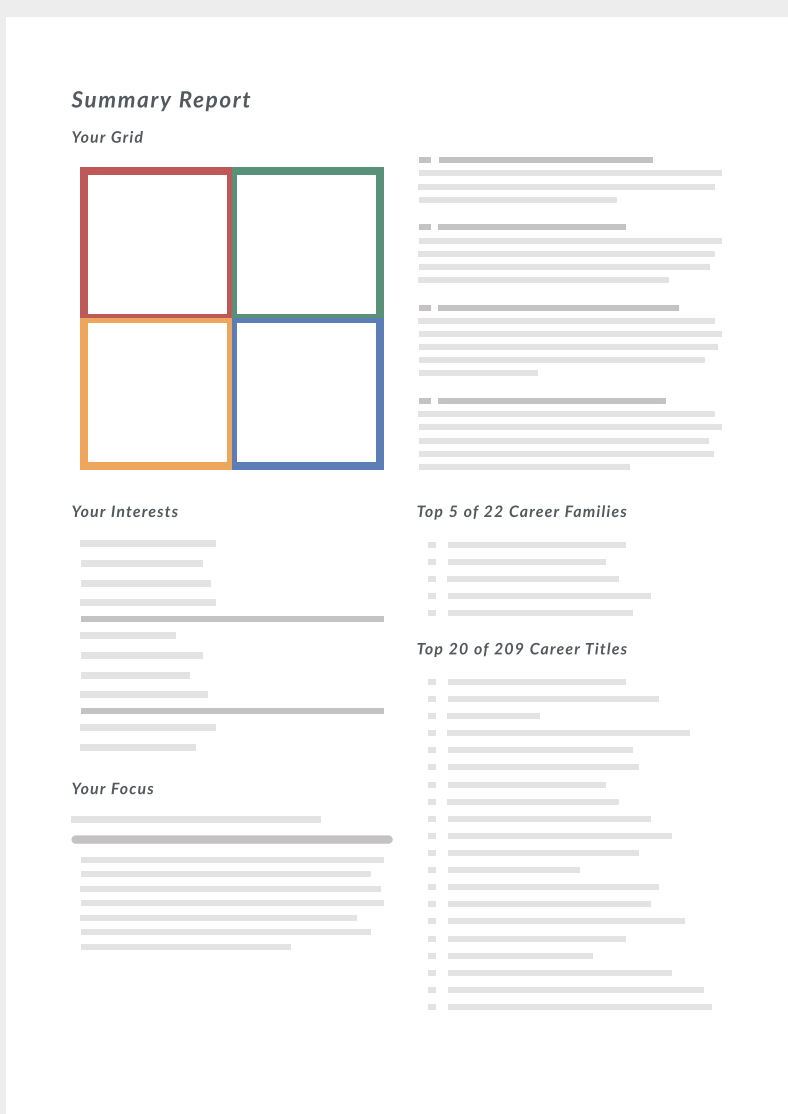 Summary Report
Your Grid
Your Interests
Your Focus
Top 5 of 22 Career Families
Top 20 of 209 Career Titles